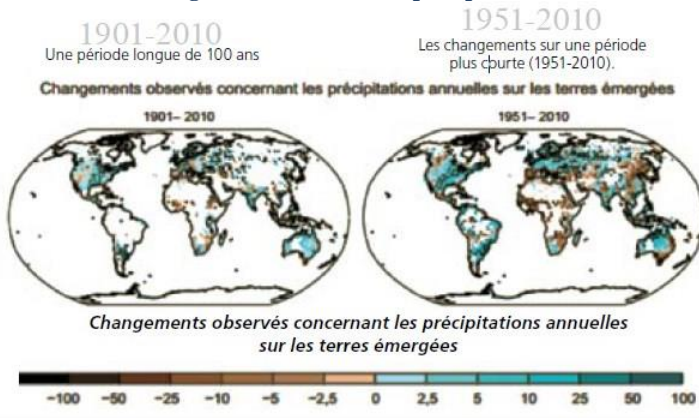 1901-2010
Une période longue de 100 ans
1951-2010
Les changements sur une période
plus courte (1951-2010).
Changements observés concernant les précipitations annuelles sur les terres émergées
1901– 2010
1951– 2010
Changements observés concernant les précipitations annuelles
sur les terres émergées
−100 −50 −25 −10 −5 −2,5 0 2,5 5 10 25 50 100